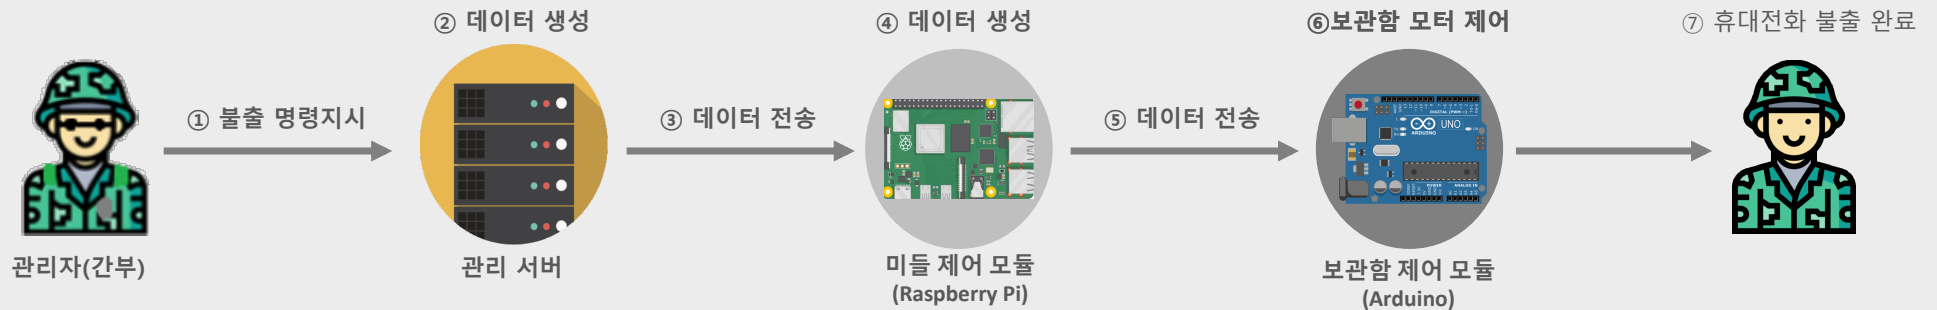 ② 데이터 생성
④ 데이터 생성
⑥보관함 모터 제어
⑦ 휴대전화 불출 완료
① 불출 명령지시
③ 데이터 전송
⑤ 데이터 전송
UNO
ARDUINO
관리자(간부)
관리 서버
미들 제어 모듈
(Raspberry Pi)
보관함 제어 모듈
(Arduino)